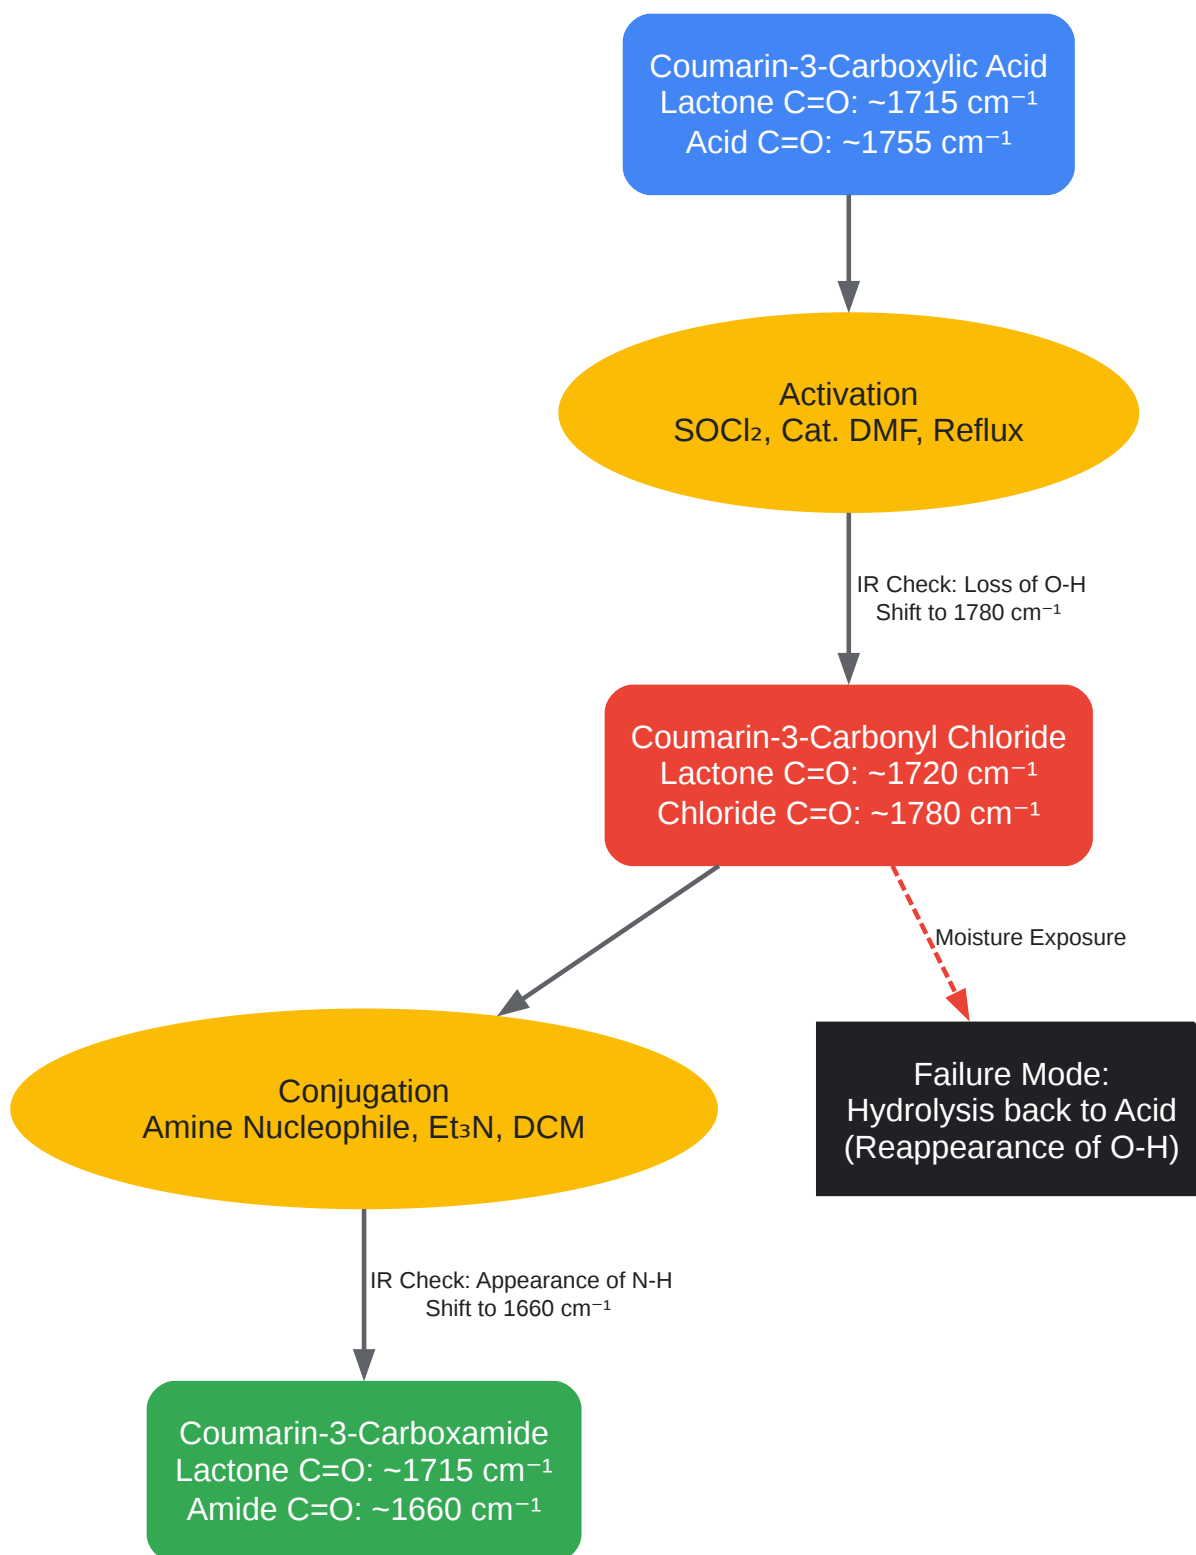 Coumarin-3-Carboxylic Acid
Lactone C=O: ~1715 cm⁻¹
Acid C=O: ~1755 cm⁻¹
Activation
SOCl₂, Cat. DMF, Reflux
IR Check: Loss of O-H
Shift to 1780 cm⁻¹
Coumarin-3-Carbonyl Chloride
Lactone C=O: ~1720 cm⁻¹
Chloride C=O: ~1780 cm⁻¹
Moisture Exposure
Failure Mode:
Hydrolysis back to Acid
(Reappearance of O-H)
Conjugation
Amine Nucleophile, Et₃N, DCM
IR Check: Appearance of N-H
Shift to 1660 cm⁻¹
Coumarin-3-Carboxamide
Lactone C=O: ~1715 cm⁻¹
Amide C=O: ~1660 cm⁻¹